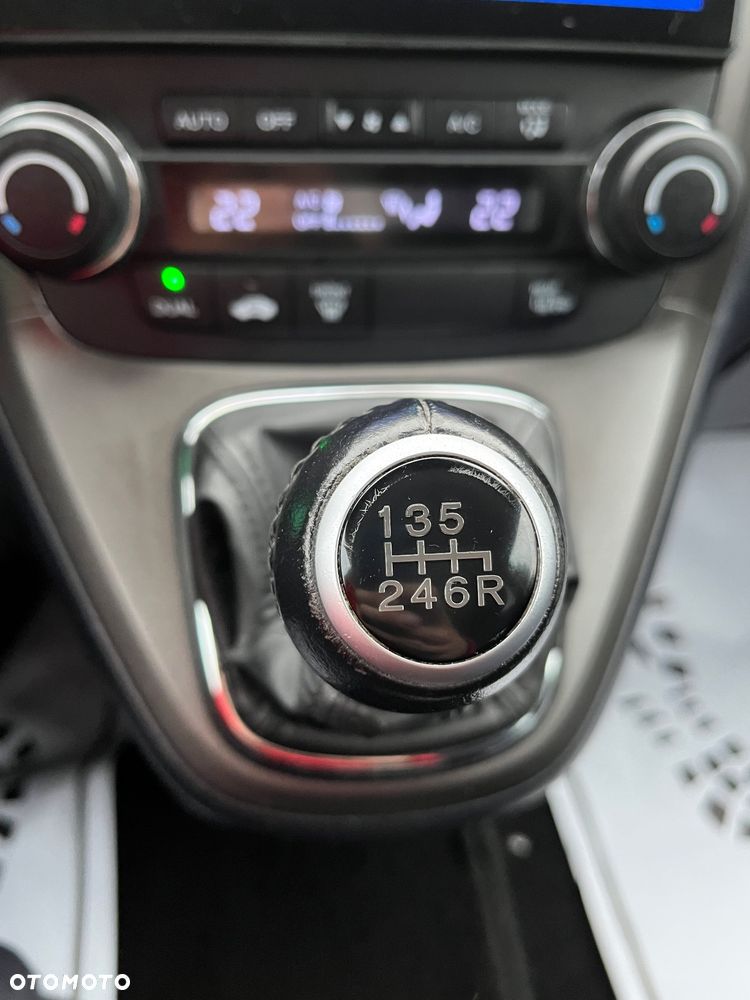 AUTO OFF A/C
22 22
DUAL
135
246R
OTOMOTO